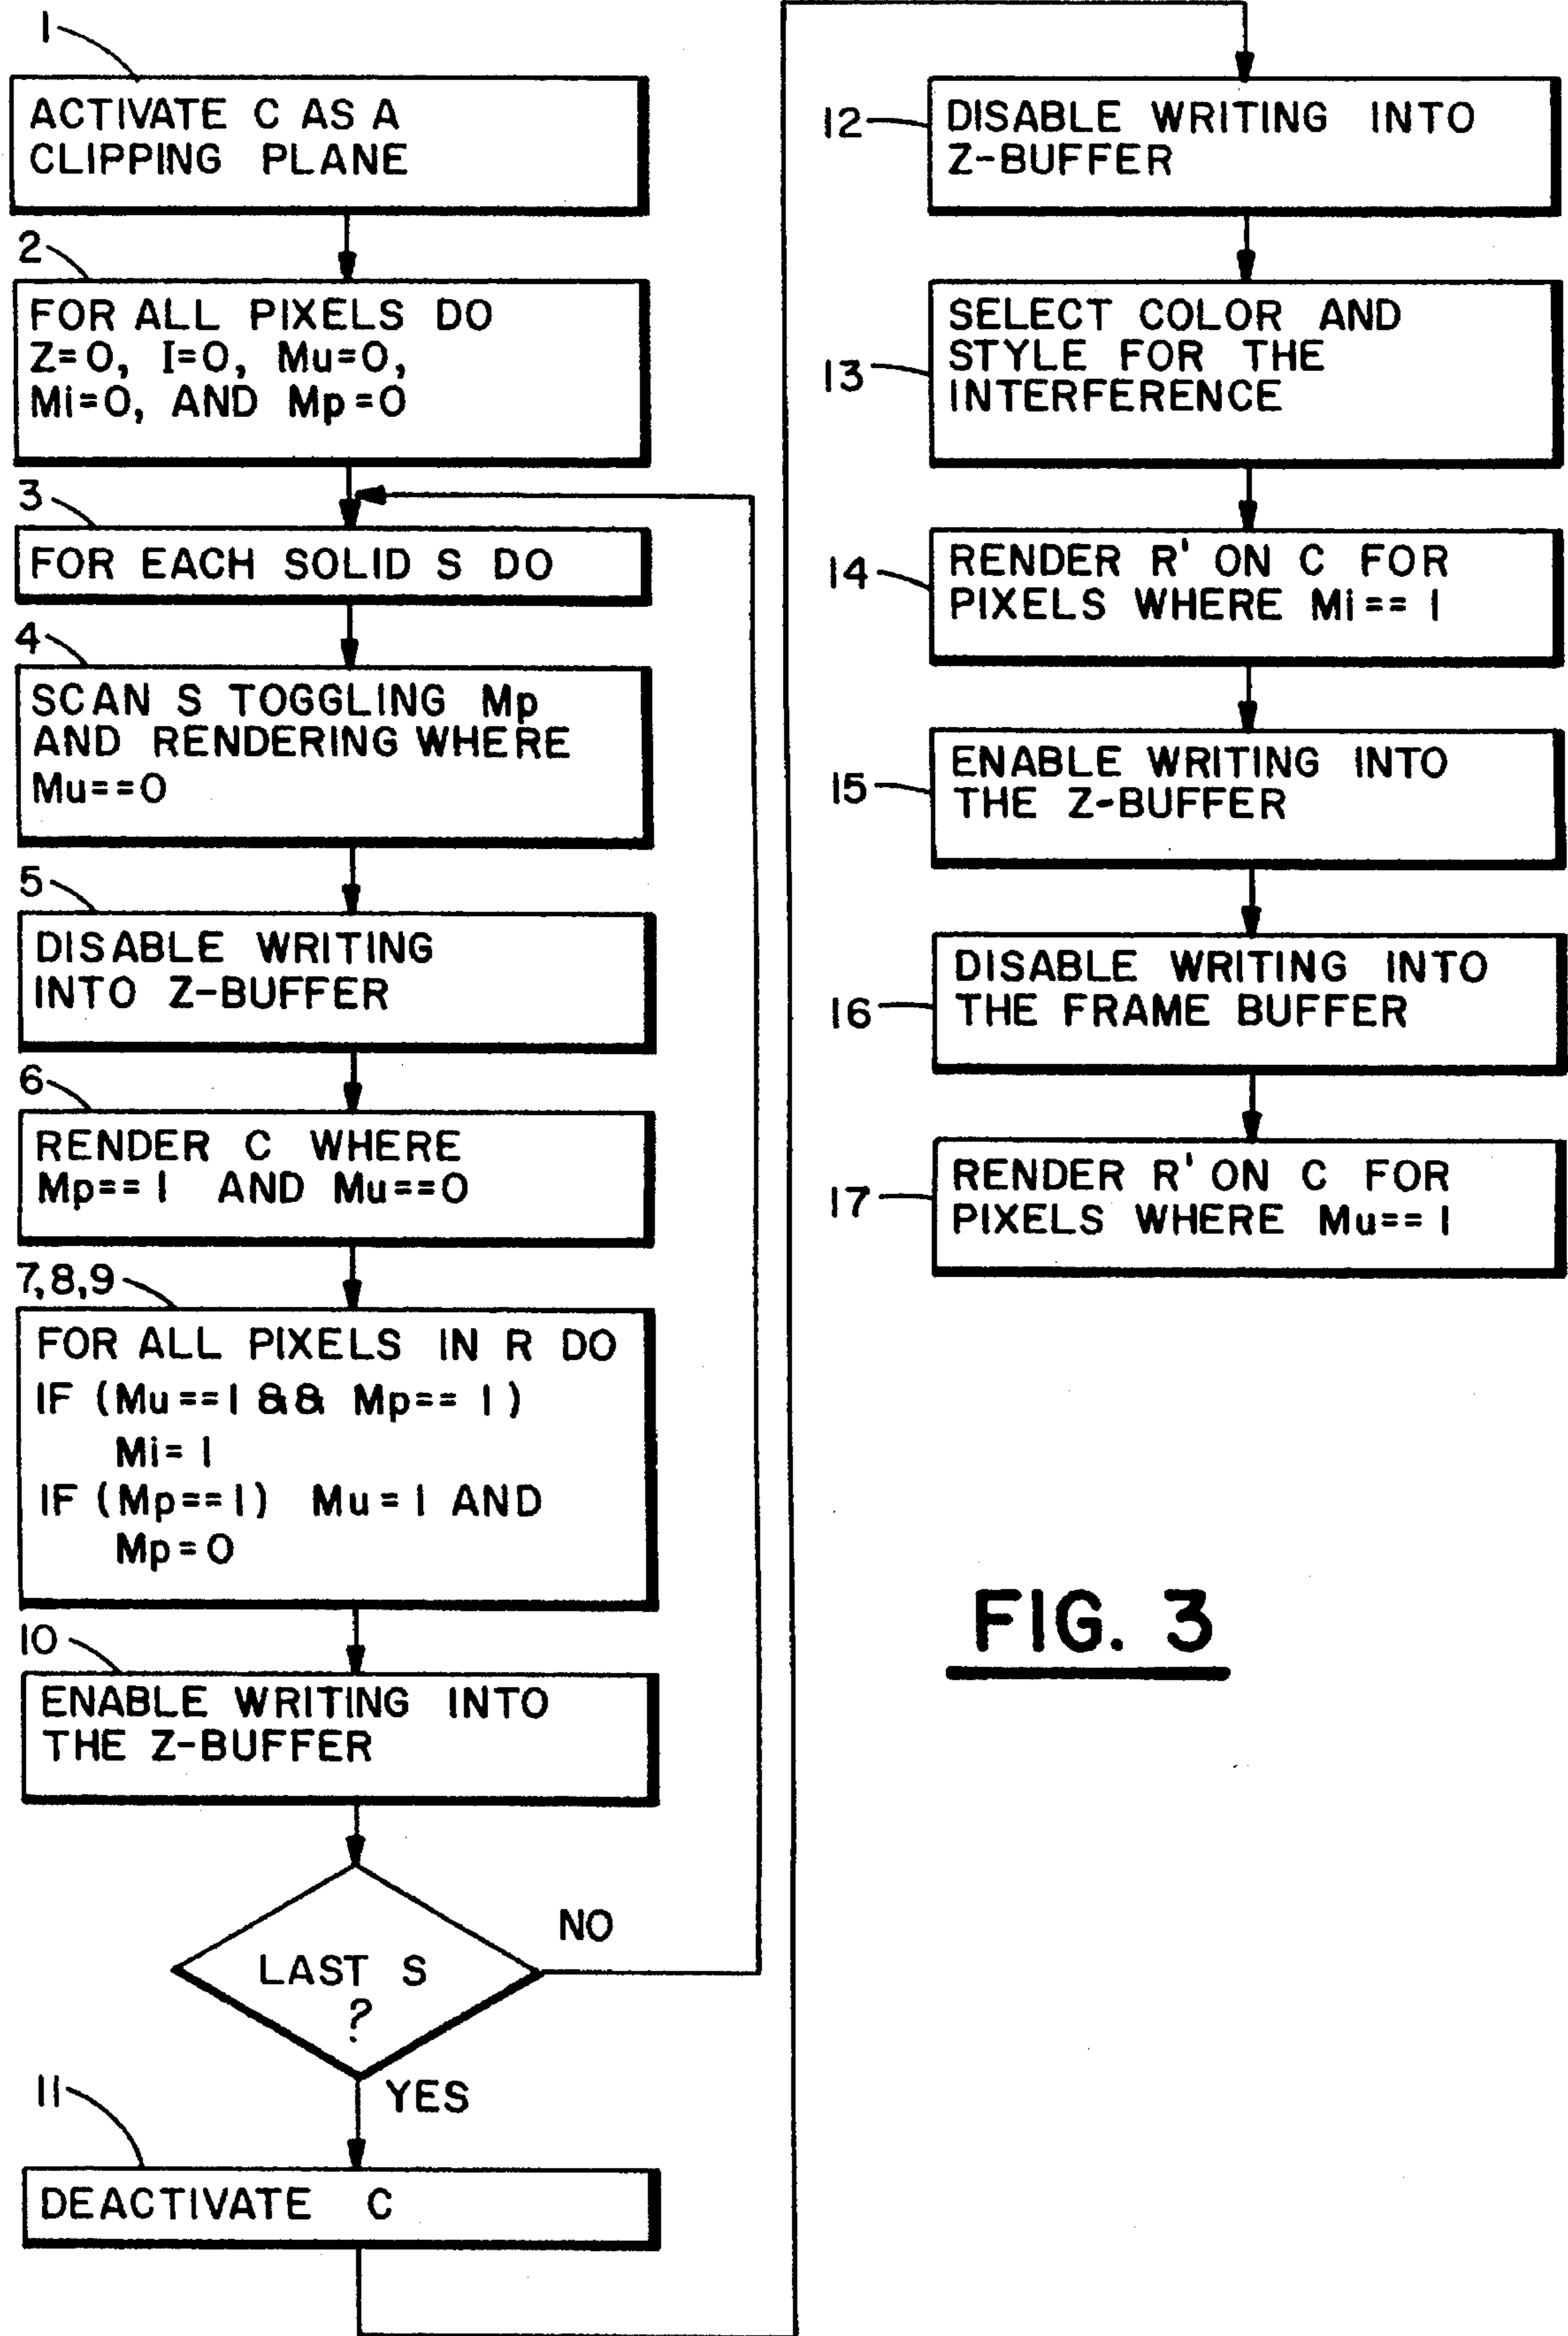 1
ACTIVATE C AS A
CLIPPING PLANE
2
FOR ALL PIXELS DO
Z=0, I=0, Mu=0,
Mi=0, AND Mp=0
3
FOR EACH SOLID S DO
4
SCAN S TOGGLING Mp
AND RENDERING WHERE
Mu==0
5
DISABLE WRITING
INTO Z-BUFFER
6
RENDER C WHERE
Mp==1 AND Mu==0
7,8,9
FOR ALL PIXELS IN R DO
IF (Mu==1 && Mp==1)
Mi=1
IF (Mp==1) Mu=1 AND
Mp=0
10
ENABLE WRITING INTO
THE Z-BUFFER
LAST S
?
NO
YES
11
DEACTIVATE C
12
DISABLE WRITING INTO
Z-BUFFER
13
SELECT COLOR AND
STYLE FOR THE
INTERFERENCE
14
RENDER R' ON C FOR
PIXELS WHERE Mi==1
15
ENABLE WRITING INTO
THE Z-BUFFER
16
DISABLE WRITING INTO
THE FRAME BUFFER
17
RENDER R' ON C FOR
PIXELS WHERE Mu==1
FIG. 3